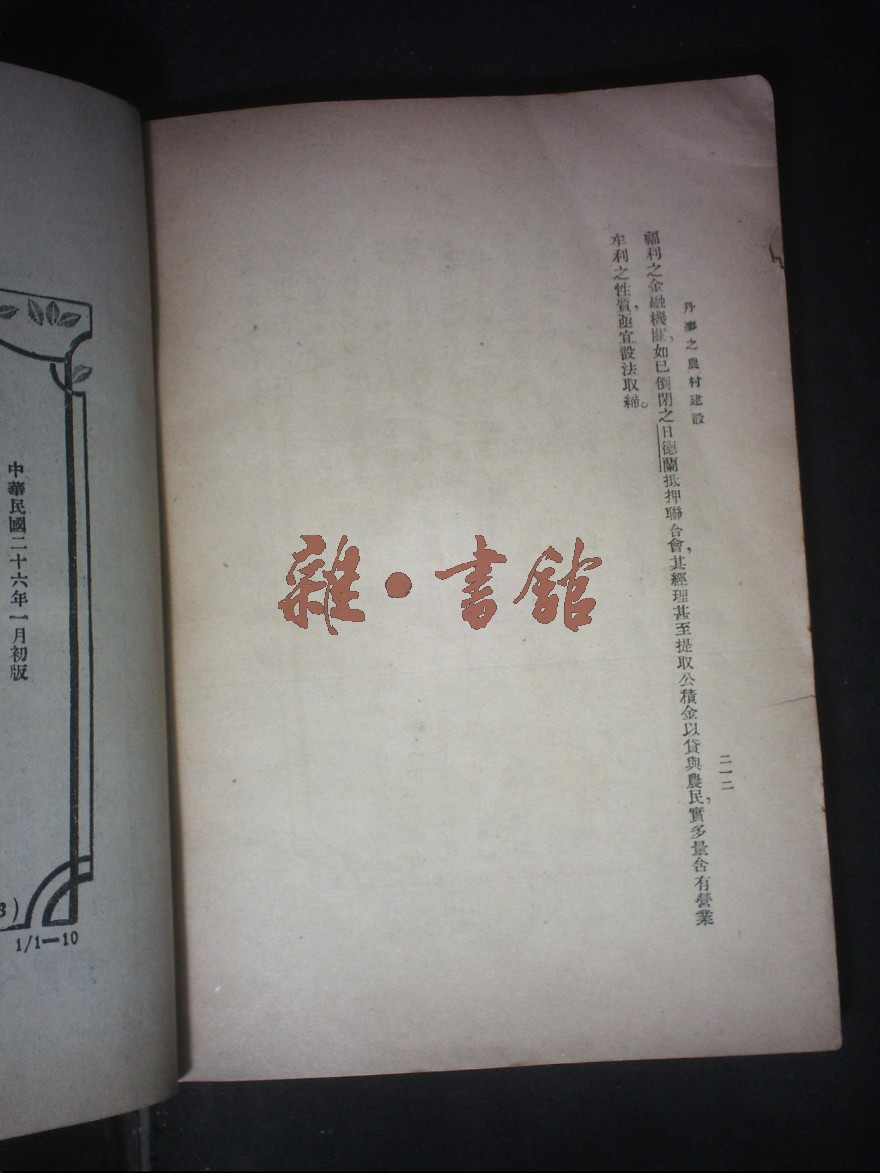 丹麥之農村建設
二一二
福利之金融機關,如已倒閉之日德蘭抵押聯合會,其經理甚至提取公積金以貸與農民,實多量含有營業
牟利之性質,亟宜設法取締。
雜·書館
中華民國二十六年一月初版
3)
1/1—10